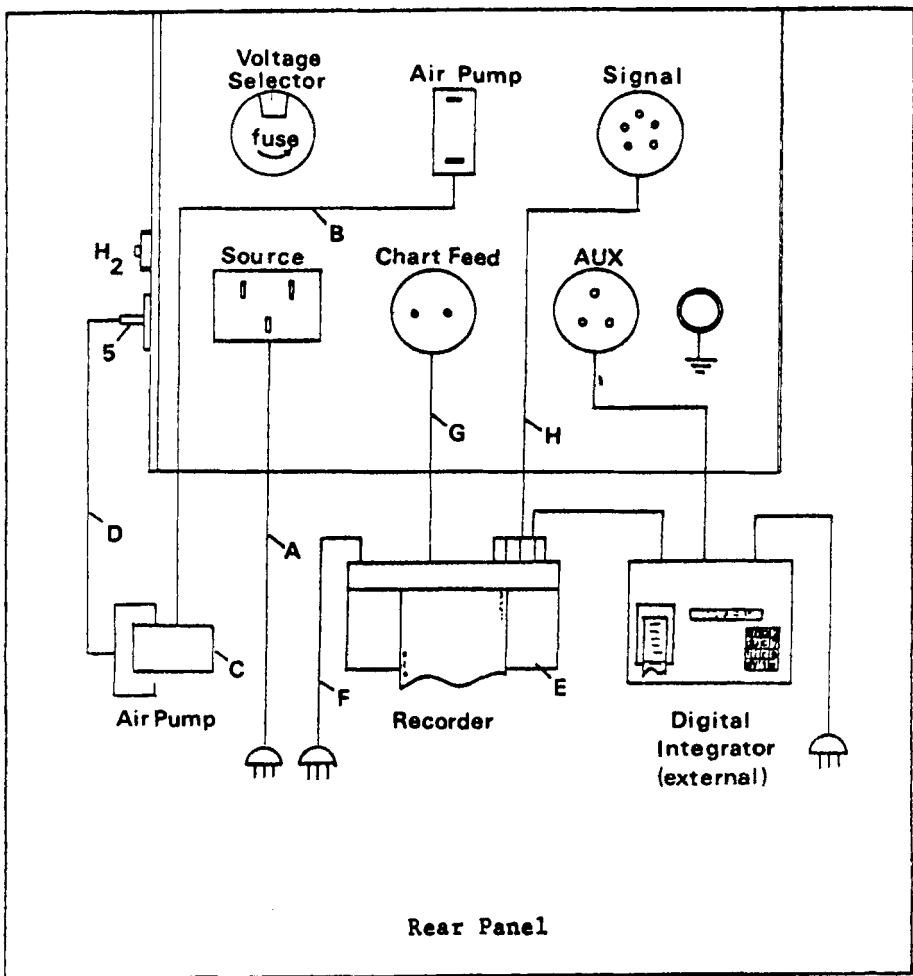 Voltage
Selector
Air Pump
Signal
fuse
B
H2
Source
Chart Feed
AUX
5
G
H
D
A
C
F
E
Air Pump
Recorder
Digital
Integrator
(external)
Rear Panel